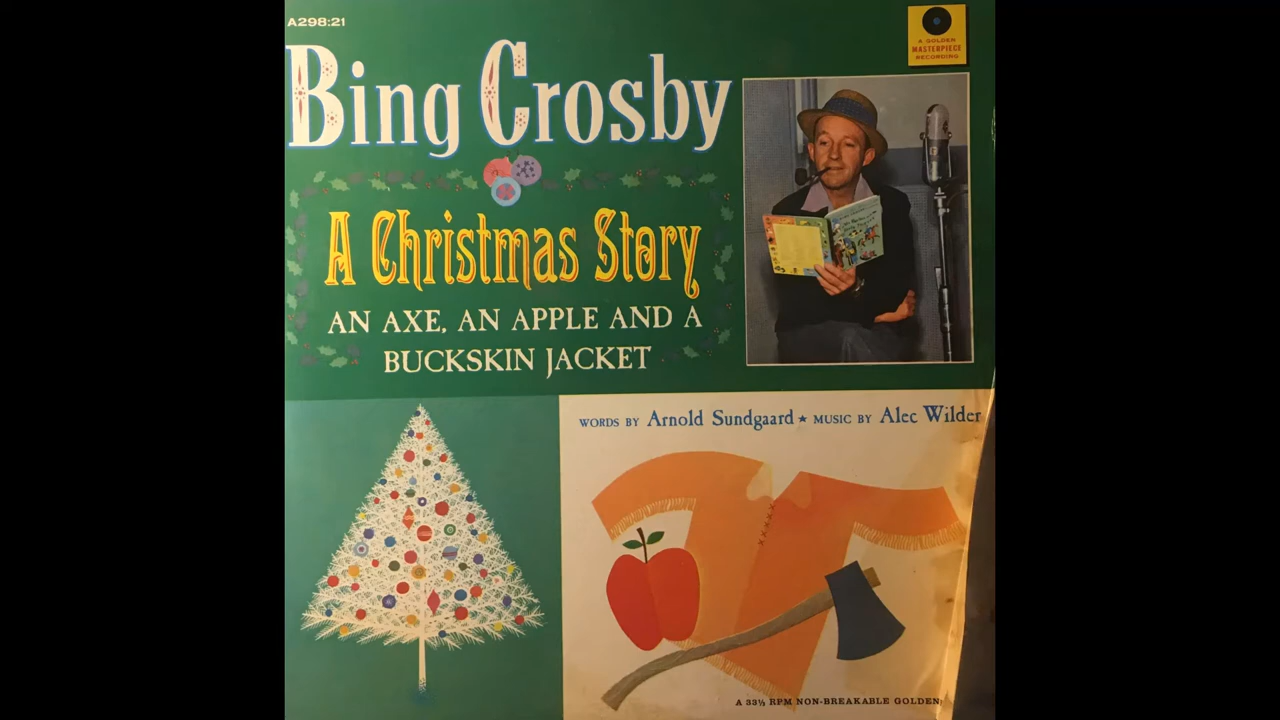 A298:21
A GOLDEN
MASTERPIECE
RECORDING
Bing Crosby
A Christmas Story
AN AXE, AN APPLE AND A
BUCKSKIN JACKET
WORDS BY Arnold Sundgaard ★ MUSIC BY Alec Wilder
A 33⅓ RPM NON-BREAKABLE GOLDEN